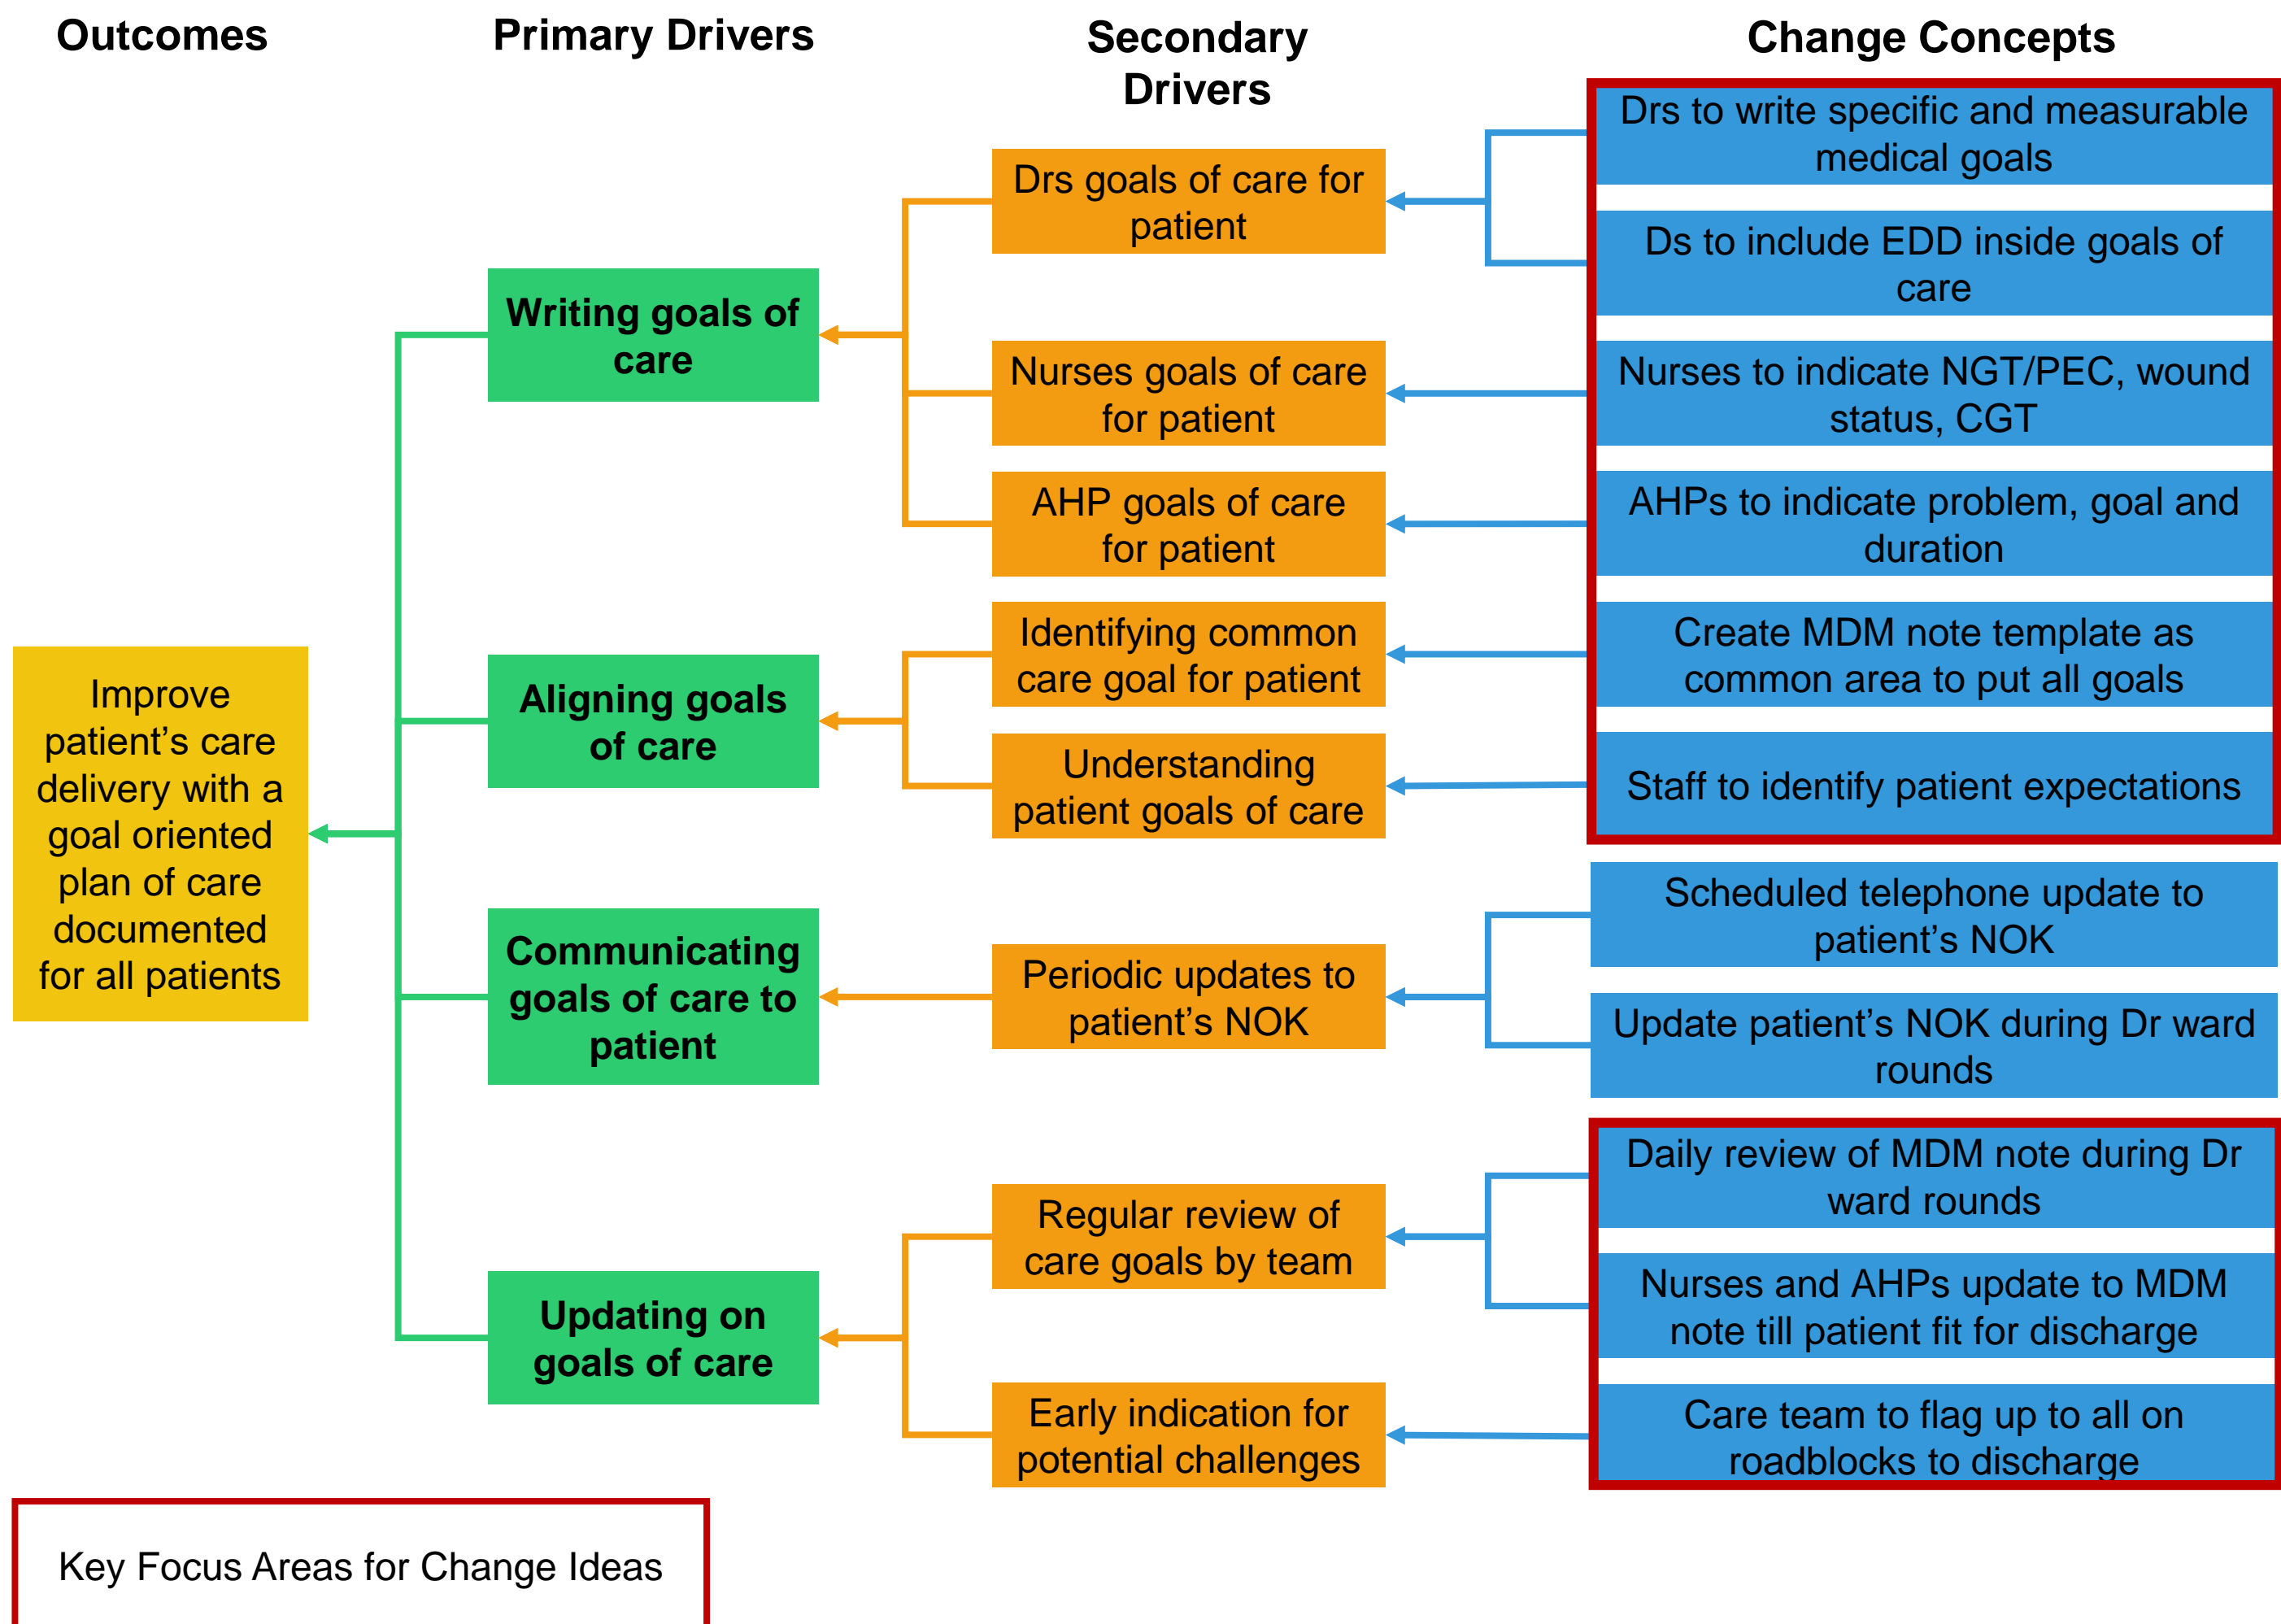 Outcomes
Primary Drivers
Secondary
Drivers
Change Concepts
Improve
patient’s care
delivery with a
goal oriented
plan of care
documented
for all patients
Writing goals of
care
Aligning goals
of care
Communicating
goals of care to
patient
Updating on
goals of care
Drs goals of care for
patient
Nurses goals of care
for patient
AHP goals of care
for patient
Identifying common
care goal for patient
Understanding
patient goals of care
Periodic updates to
patient’s NOK
Regular review of
care goals by team
Early indication for
potential challenges
Drs to write specific and measurable
medical goals
Ds to include EDD inside goals of
care
Nurses to indicate NGT/PEC, wound
status, CGT
AHPs to indicate problem, goal and
duration
Create MDM note template as
common area to put all goals
Staff to identify patient expectations
Scheduled telephone update to
patient’s NOK
Update patient’s NOK during Dr ward
rounds
Daily review of MDM note during Dr
ward rounds
Nurses and AHPs update to MDM
note till patient fit for discharge
Care team to flag up to all on
roadblocks to discharge
Key Focus Areas for Change Ideas